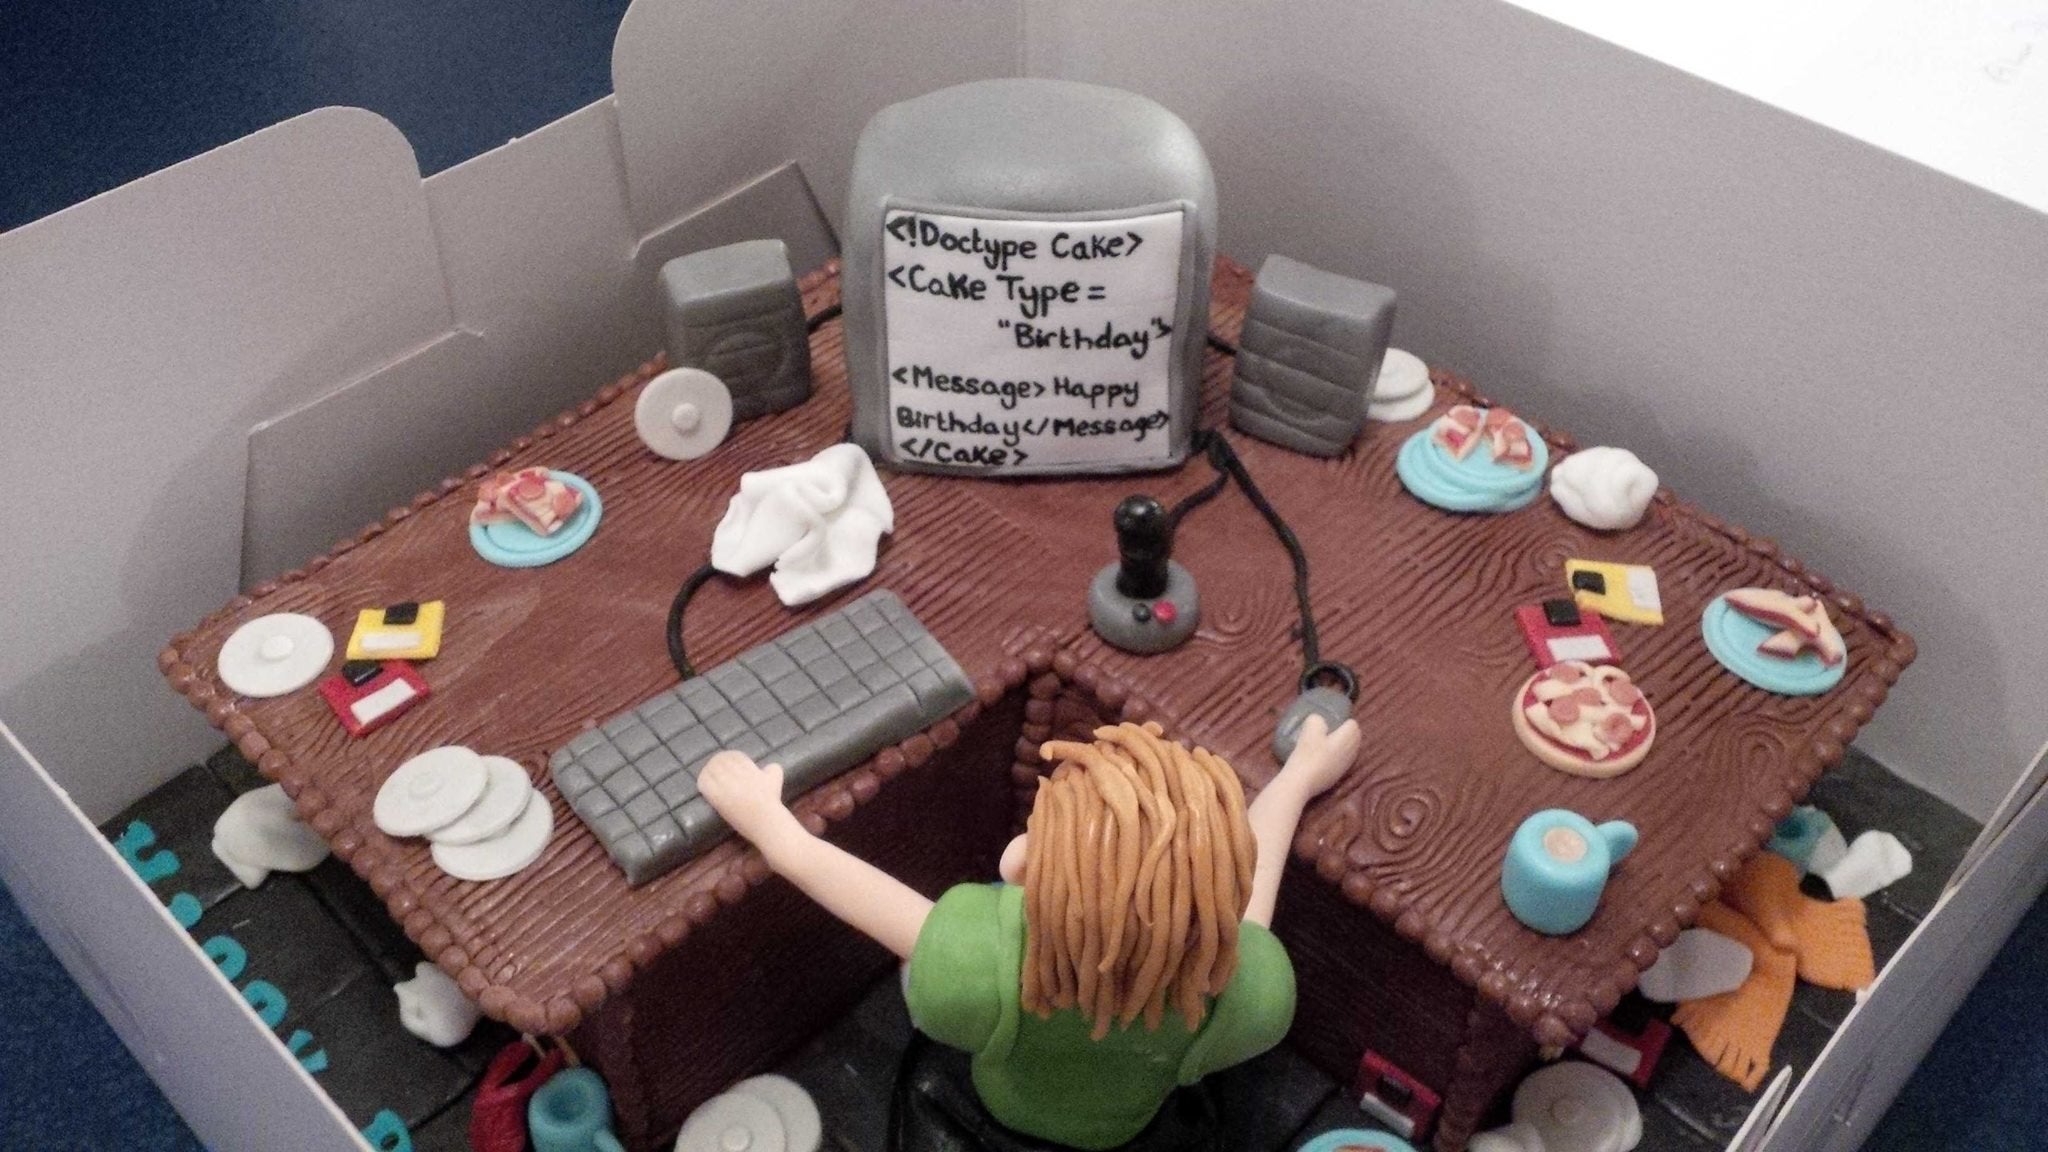 <!Doctype Cake>
<Cake Type=
"Birthday">
<Message>Happy
Birthday</Message>
</Cake>